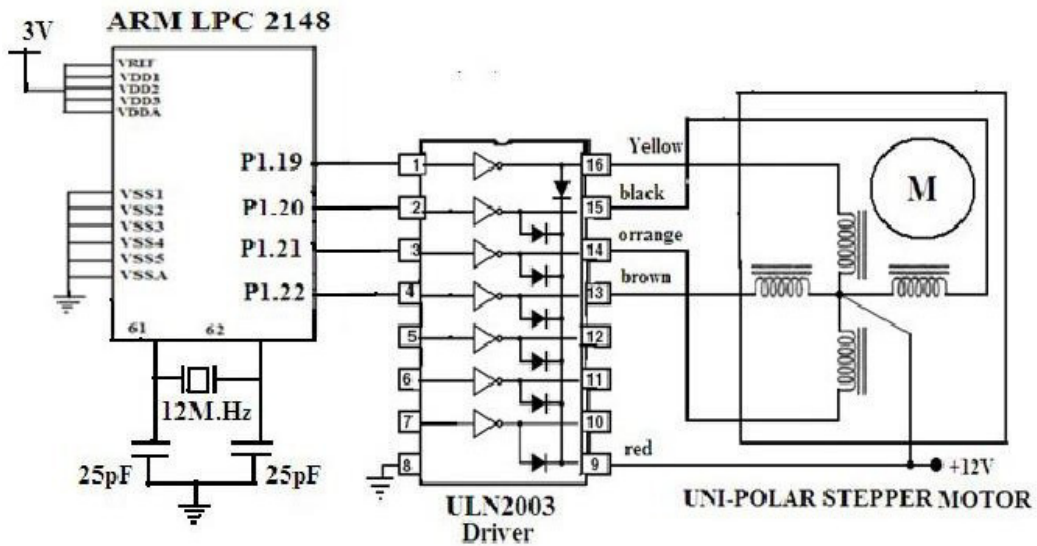 ARM LPC 2148
3V
VREF
VDD1
VDD2
VDD3
VDDA
P1.19
P1.20
P1.21
P1.22
VSS1
VSS2
VSS3
VSS4
VSS5
VSSA
61 62
12M.Hz
25pF 25pF
1 16
2 15
3 14
4 13
5 12
6 11
7 10
8 9
ULN2003
Driver
Yellow
black
orrange
brown
red
M
+12V
UNI-POLAR STEPPER MOTOR